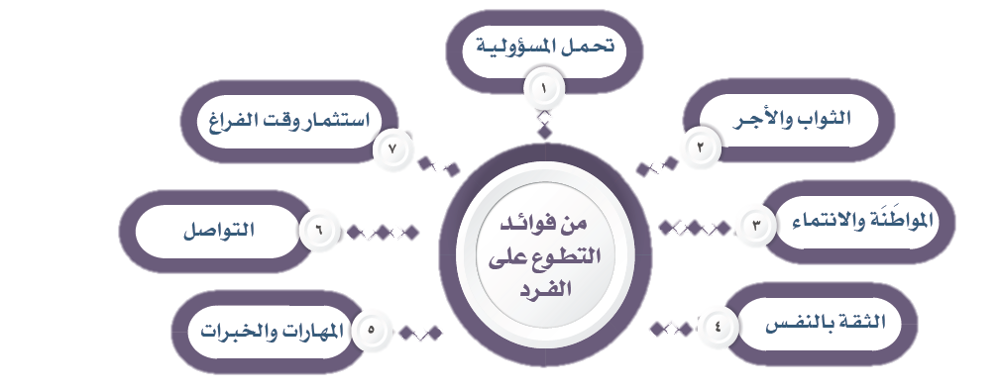 من فوائد
التطوع على
الفرد
تحمل المسؤولية
١
الثواب والأجر
٢
المواطَنَة والانتماء
٣
الثقة بالنفس
٤
المهارات والخبرات
٥
التواصل
٦
استثمار وقت الفراغ
٧